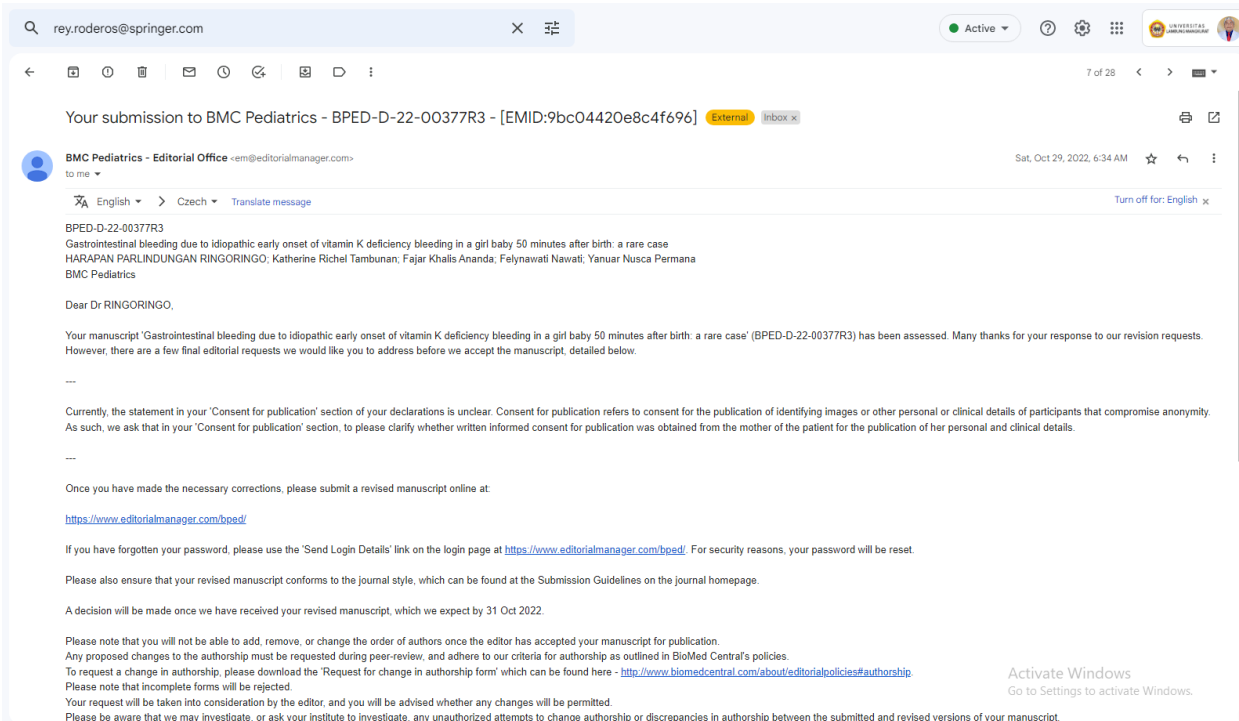 rey.roderos@springer.com
Active
UNIVERSITAS
LAMBUNG MANGKURAT
7 of 28
Your submission to BMC Pediatrics - BPED-D-22-00377R3 - [EMID:9bc04420e8c4f696] External Inbox x
BMC Pediatrics - Editorial Office <em@editorialmanager.com>
Sat, Oct 29, 2022, 6:34 AM
to me
English > Czech Translate message
Turn off for: English x
BPED-D-22-00377R3
Gastrointestinal bleeding due to idiopathic early onset of vitamin K deficiency bleeding in a girl baby 50 minutes after birth: a rare case
HARAPAN PARLINDUNGAN RINGORINGO; Katherine Richel Tambunan; Fajar Khalis Ananda; Felynawati Nawati; Yanuar Nusca Permana
BMC Pediatrics
Dear Dr RINGORINGO,
Your manuscript 'Gastrointestinal bleeding due to idiopathic early onset of vitamin K deficiency bleeding in a girl baby 50 minutes after birth: a rare case' (BPED-D-22-00377R3) has been assessed. Many thanks for your response to our revision requests.
However, there are a few final editorial requests we would like you to address before we accept the manuscript, detailed below.
---
Currently, the statement in your 'Consent for publication' section of your declarations is unclear. Consent for publication refers to consent for the publication of identifying images or other personal or clinical details of participants that compromise anonymity.
As such, we ask that in your 'Consent for publication' section, to please clarify whether written informed consent for publication was obtained from the mother of the patient for the publication of her personal and clinical details.
---
Once you have made the necessary corrections, please submit a revised manuscript online at:
https://www.editorialmanager.com/bped/
If you have forgotten your password, please use the 'Send Login Details' link on the login page at https://www.editorialmanager.com/bped/. For security reasons, your password will be reset.
Please also ensure that your revised manuscript conforms to the journal style, which can be found at the Submission Guidelines on the journal homepage.
A decision will be made once we have received your revised manuscript, which we expect by 31 Oct 2022.
Please note that you will not be able to add, remove, or change the order of authors once the editor has accepted your manuscript for publication.
Any proposed changes to the authorship must be requested during peer-review, and adhere to our criteria for authorship as outlined in BioMed Central's policies.
To request a change in authorship, please download the 'Request for change in authorship form' which can be found here - http://www.biomedcentral.com/about/editorialpolicies#authorship.
Please note that incomplete forms will be rejected.
Your request will be taken into consideration by the editor, and you will be advised whether any changes will be permitted.
Please be aware that we may investigate, or ask your institute to investigate, any unauthorized attempts to change authorship or discrepancies in authorship between the submitted and revised versions of your manuscript.
Activate Windows
Go to Settings to activate Windows.